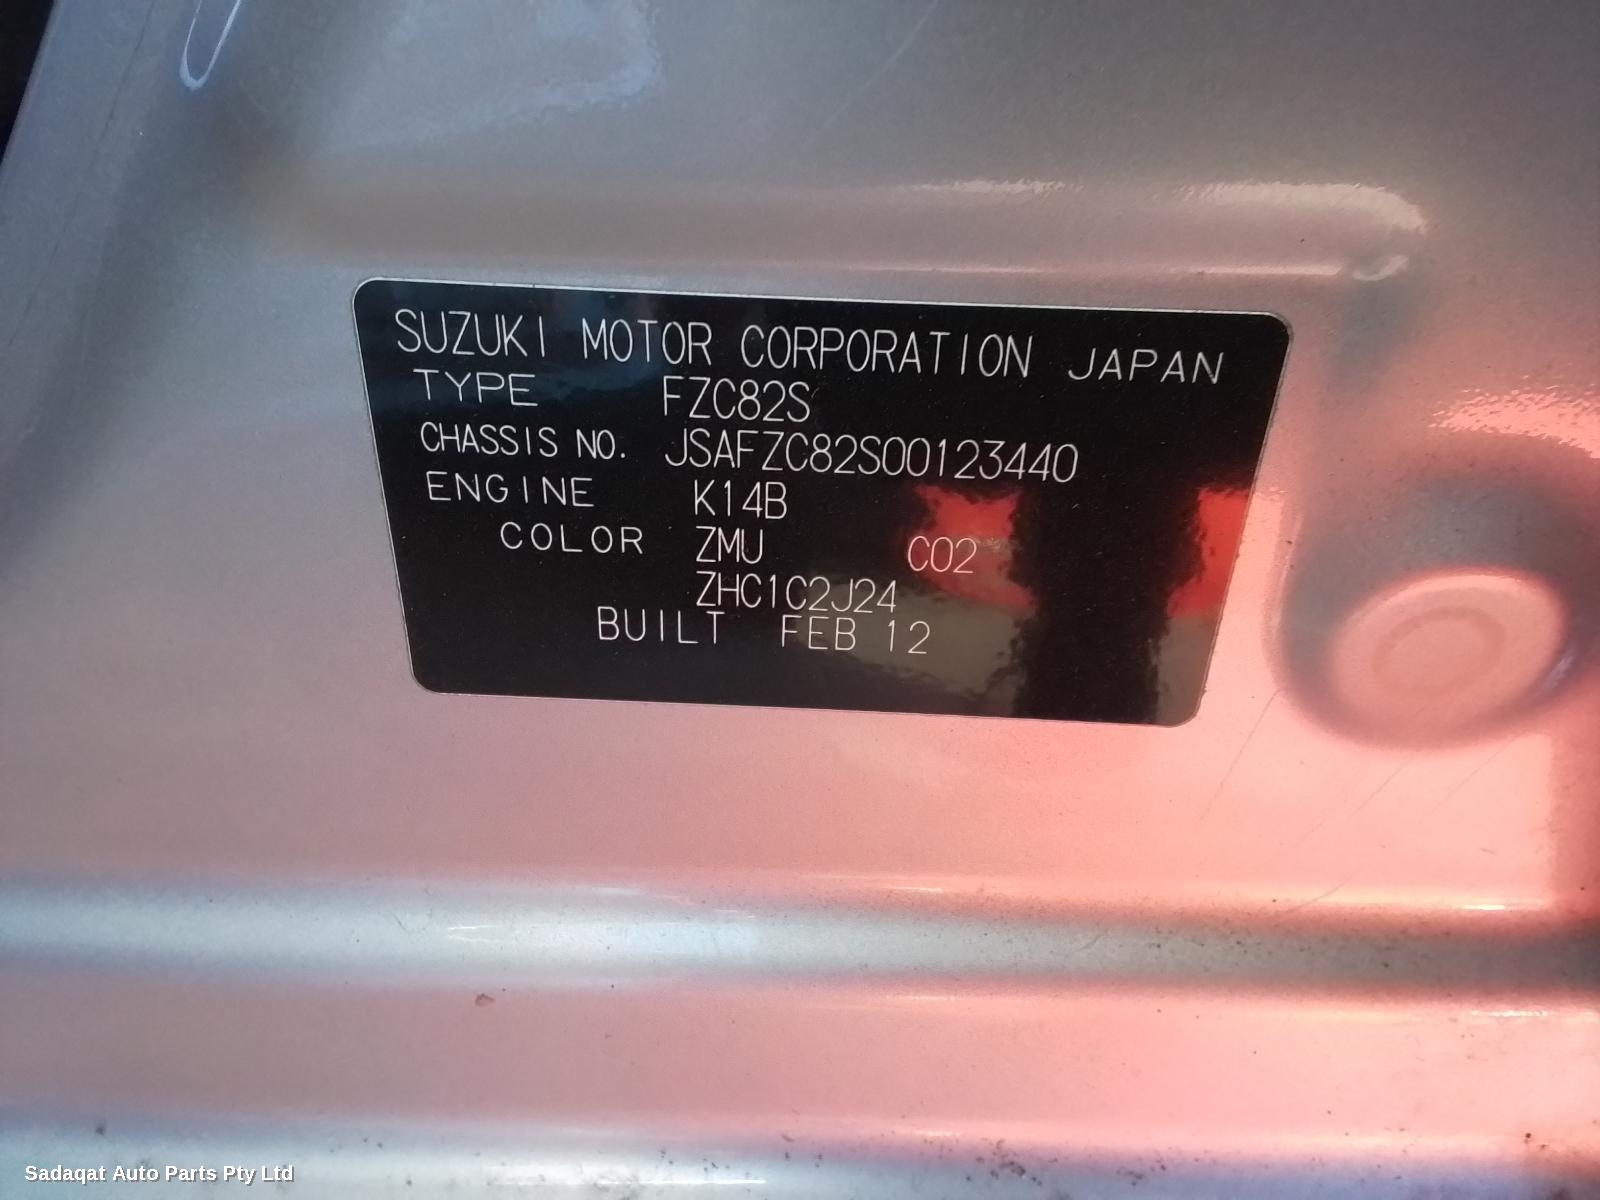 SUZUKI MOTOR CORPORATION JAPAN
TYPE FZC82S
CHASSIS NO. JSAFZC82S00123440
ENGINE K14B
COLOR ZMU C02
ZHC1C2J24
BUILT FEB 12
Sadaqat Auto Parts Pty Ltd